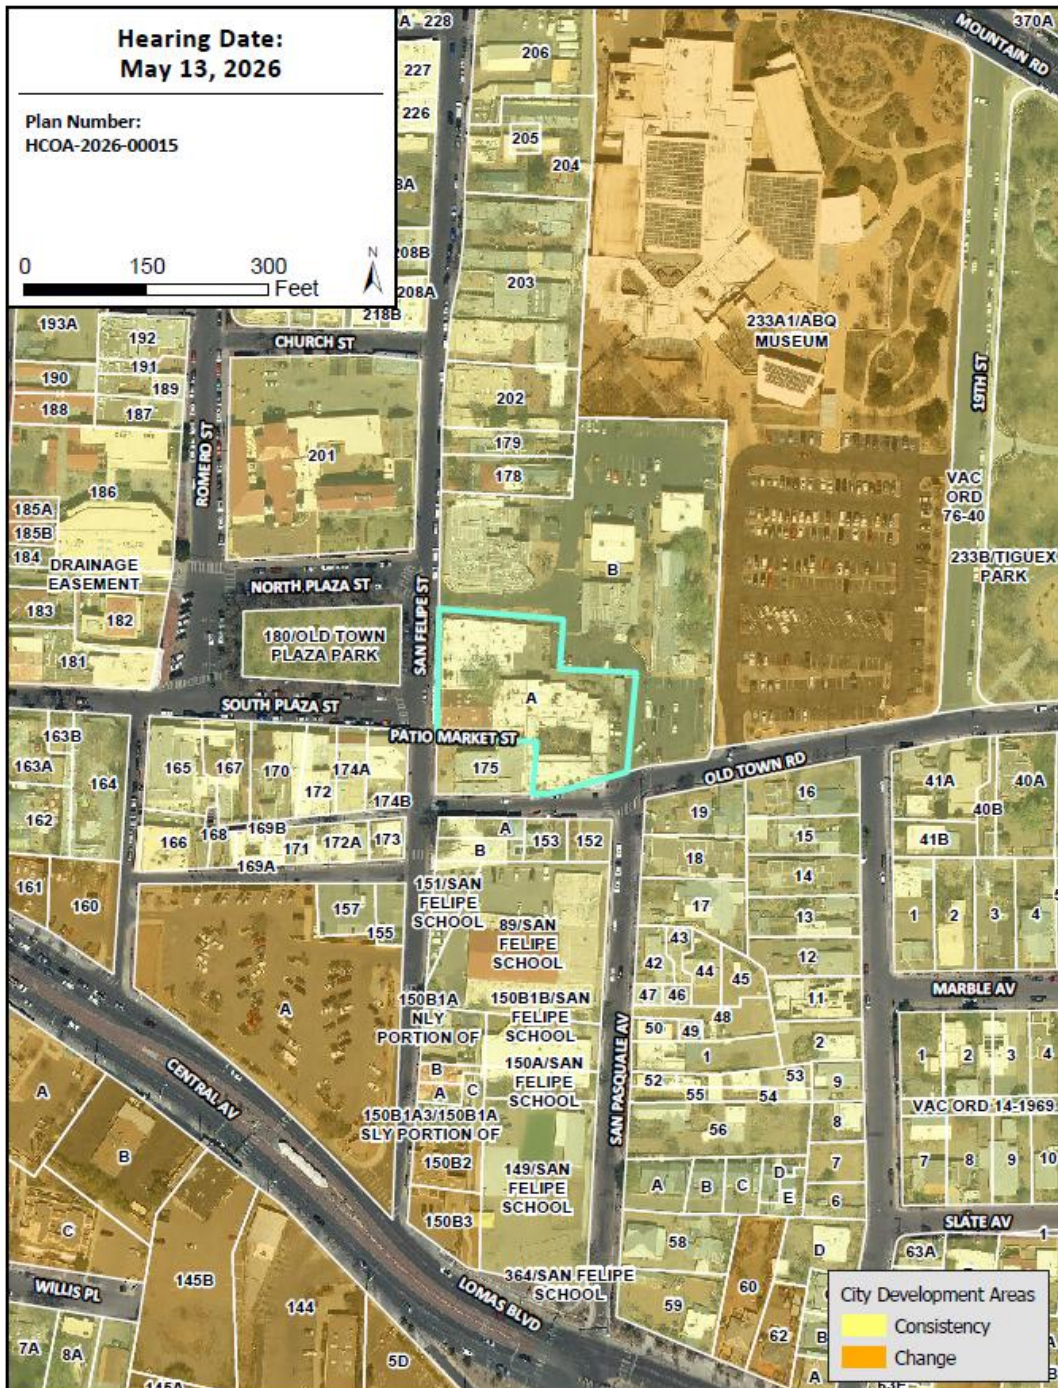 Hearing Date:
May 13, 2026
Plan Number:
HCOA-2026-00015
0 150 300
Feet
N
A 228
227
226
206
205
204
203
208B
208A
218B
370A
MOUNTAIN RD
193A
192
191
190
189
188
187
CHURCH ST
202
179
178
233A1/ABQ
MUSEUM
19TH ST
ROMERO ST
201
186
185A
185B
184
DRAINAGE
EASEMENT
183
182
181
NORTH PLAZA ST
180/OLD TOWN
PLAZA PARK
SAN FELIPE ST
SOUTH PLAZA ST
B
A
PATIO MARKET ST
175
VAC
ORD
76-40
233B/TIGUEX
PARK
OLD TOWN RD
163B
163A
164
162
165
167
170
172
174A
174B
166
168
169B
171
172A
173
169A
161
160
157
155
A
A
B
153
152
151/SAN
FELIPE
SCHOOL
89/SAN
FELIPE
SCHOOL
150B1A
NLY
PORTION OF
150B1B/SAN
FELIPE
SCHOOL
150A/SAN
FELIPE
SCHOOL
B
A
C
150B1A3/150B1A
SLY PORTION OF
150B2
150B3
149/SAN
FELIPE
SCHOOL
364/SAN FELIPE
SCHOOL
SAN PASQUALE AV
19
18
17
16
15
14
13
12
11
43
42
44
45
47
46
48
50
49
1
2
52
53
55
54
9
56
8
7
6
A
B
C
D
E
58
59
60
62
D
B
A
63A
41A
40A
40B
41B
1
2
3
4
MARBLE AV
1
2
3
4
VAC ORD 14-1969
7
8
9
10
SLATE AV
1
CENTRAL AV
LOMAS BLVD
A
B
C
WILLIS PL
7A
8A
145B
145A
144
5D
City Development Areas
Consistency
Change